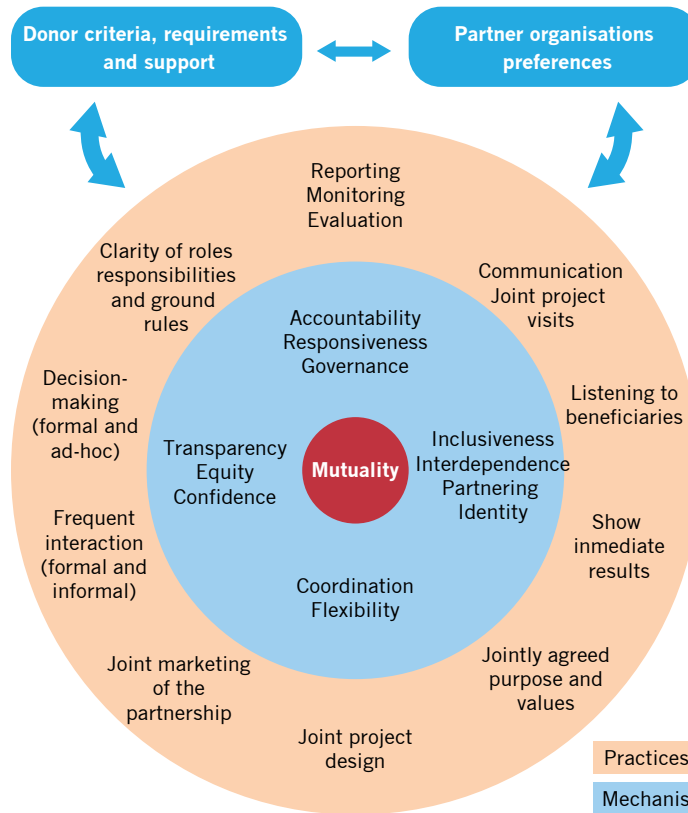 Donor criteria, requirements
and support
Partner organisations
preferences
Reporting
Monitoring
Evaluation
Clarity of roles
responsibilities
and ground
rules
Communication
Joint project
visits
Accountability
Responsiveness
Governance
Decision-
making
(formal and
ad-hoc)
Listening to
beneficiaries
Transparency
Equity
Confidence
Mutuality
Inclusiveness
Interdependence
Partnering
Identity
Frequent
interaction
(formal and
informal)
Show
inmediate
results
Coordination
Flexibility
Joint marketing
of the
partnership
Jointly agreed
purpose and
values
Joint project
design
Practices
Mechanis